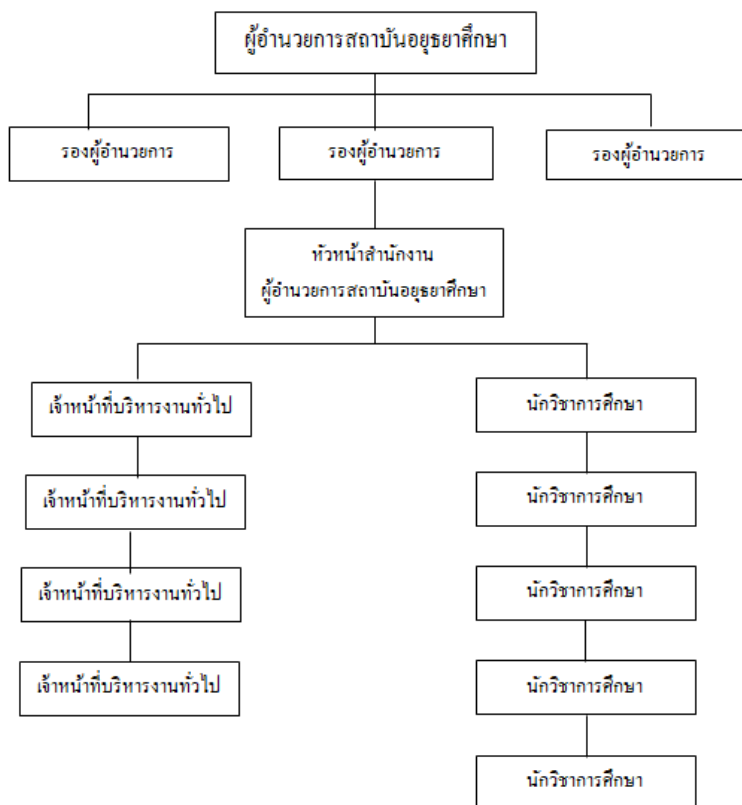 ผู้อำนวยการสถาบันอยุธยาศึกษา
รองผู้อำนวยการ
รองผู้อำนวยการ
รองผู้อำนวยการ
หัวหน้าสำนักงาน
ผู้อำนวยการสถาบันอยุธยาศึกษา
เจ้าหน้าที่บริหารงานทั่วไป
นักวิชาการศึกษา
เจ้าหน้าที่บริหารงานทั่วไป
นักวิชาการศึกษา
เจ้าหน้าที่บริหารงานทั่วไป
นักวิชาการศึกษา
เจ้าหน้าที่บริหารงานทั่วไป
นักวิชาการศึกษา
นักวิชาการศึกษา